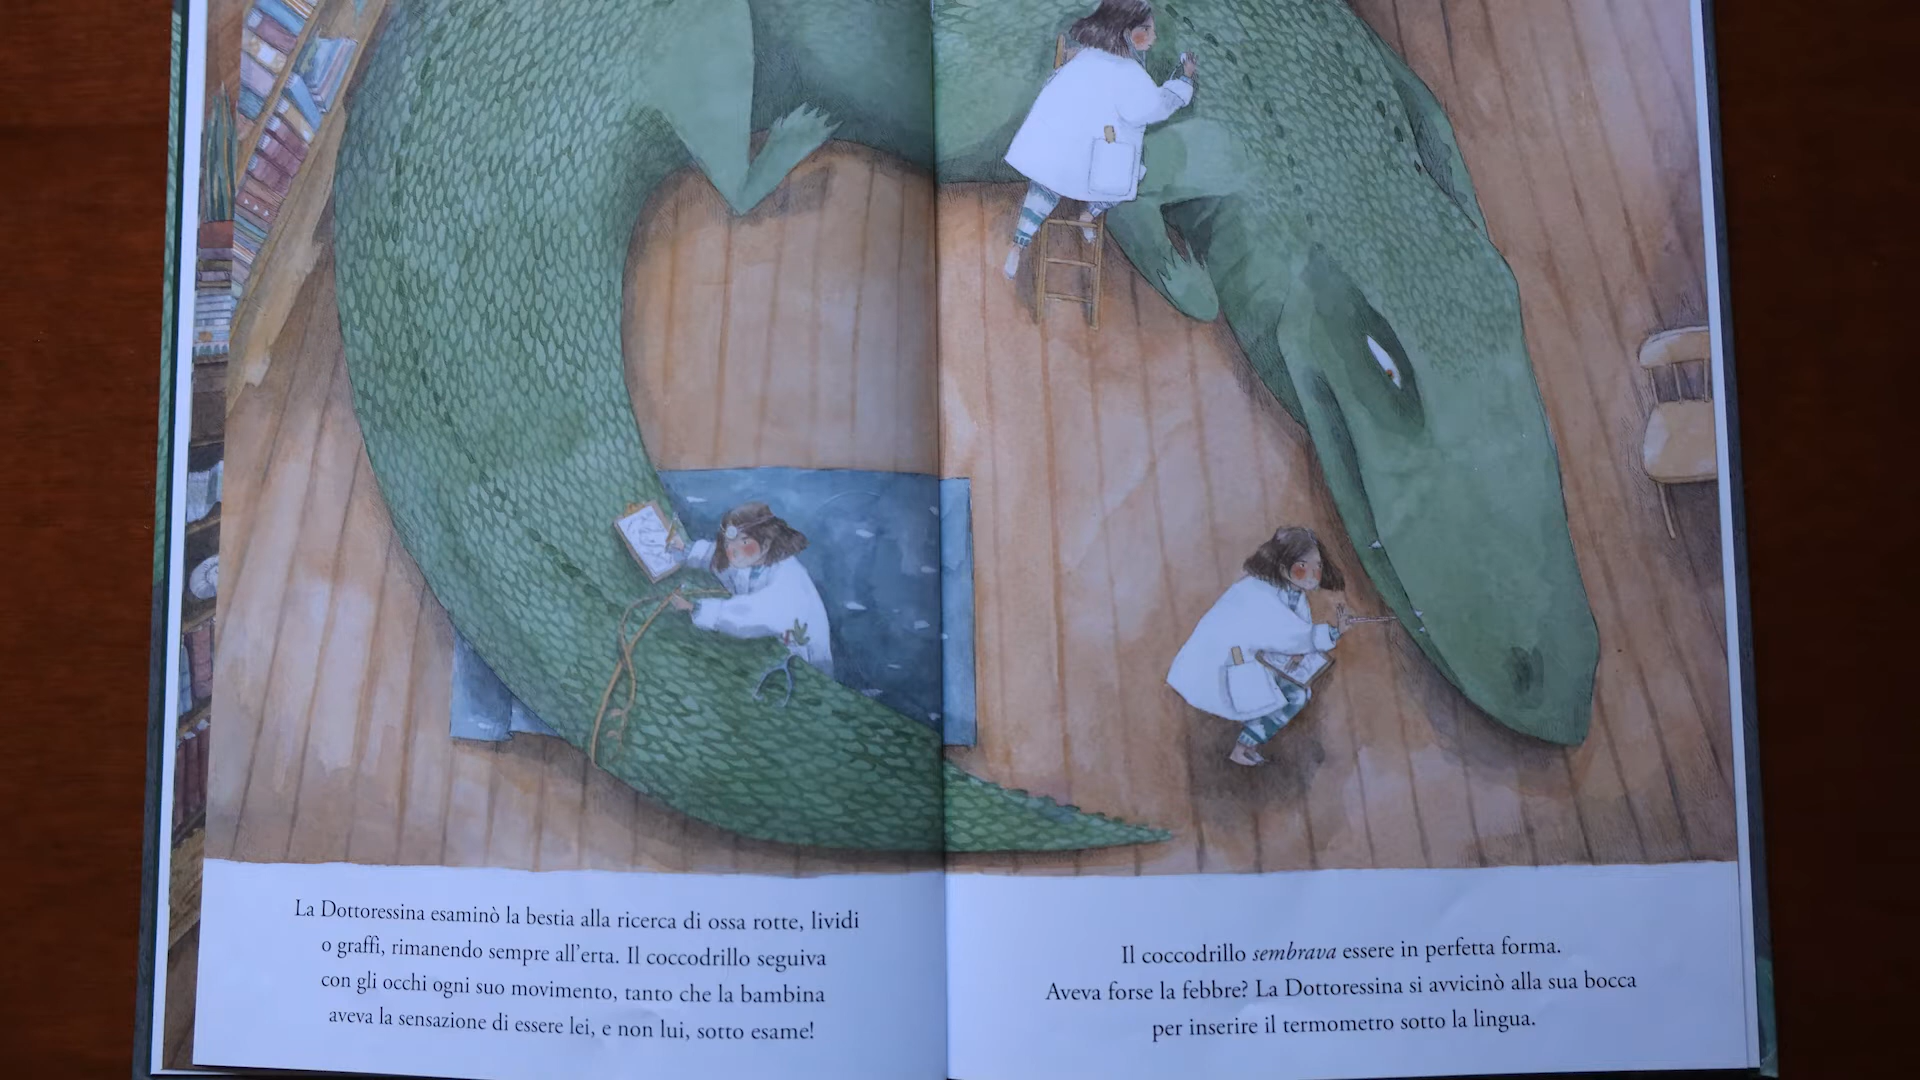 La Dottoressina esaminò la bestia alla ricerca di ossa rotte, lividi
o graffi, rimanendo sempre all'erta. Il coccodrillo seguiva
con gli occhi ogni suo movimento, tanto che la bambina
aveva la sensazione di essere lei, e non lui, sotto esame!
Il coccodrillo sembrava essere in perfetta forma.
Aveva forse la febbre? La Dottoressina si avvicinò alla sua bocca
per inserire il termometro sotto la lingua.